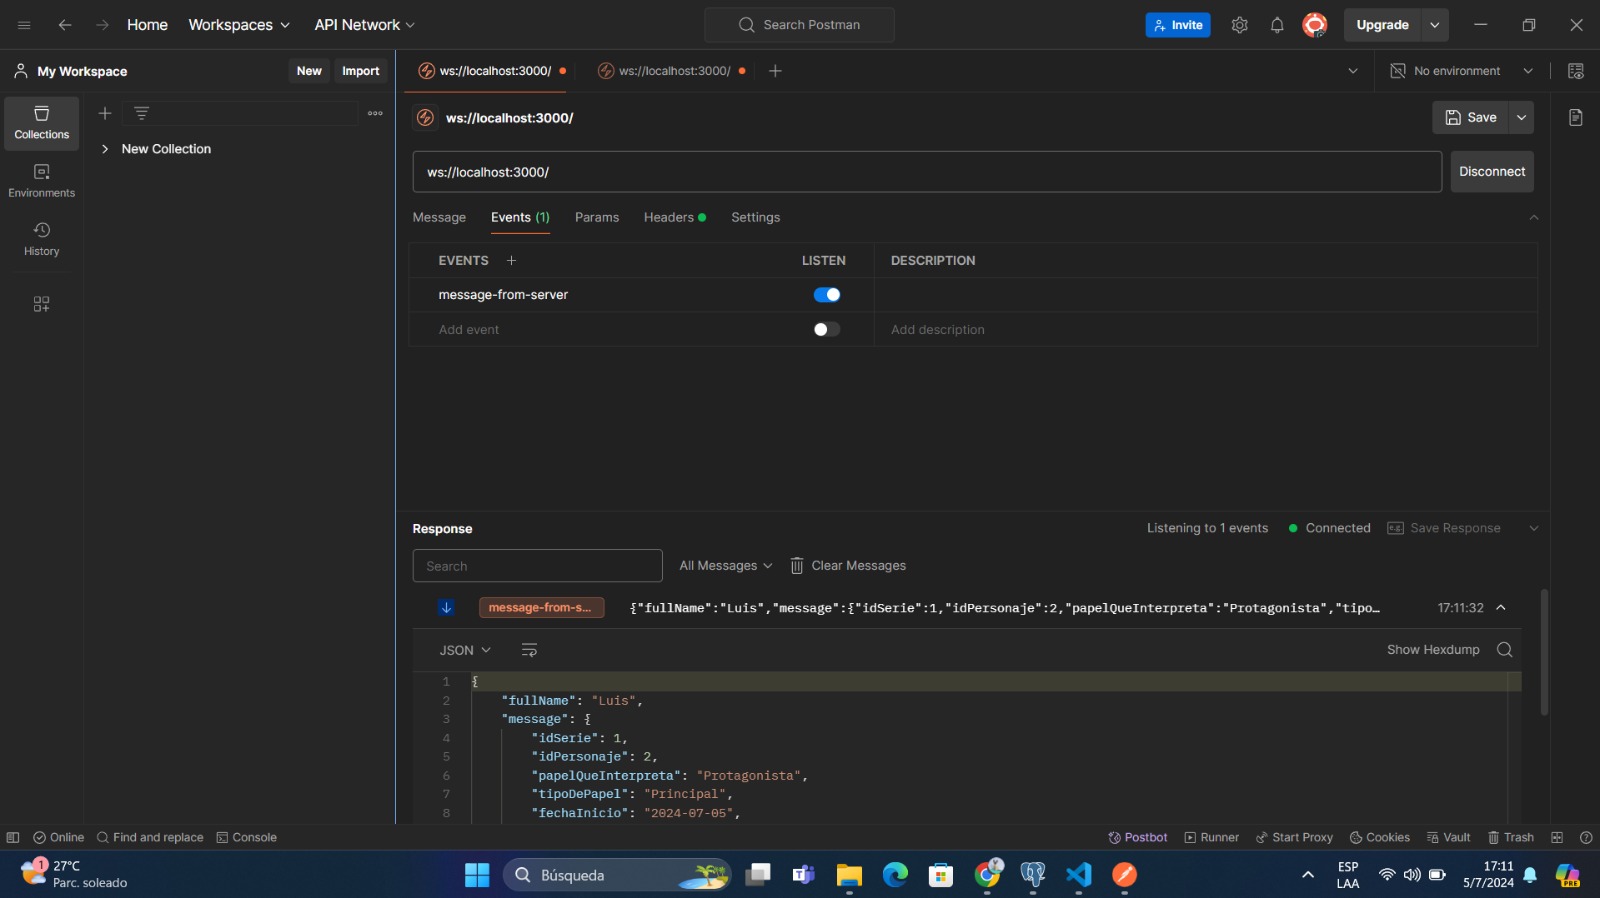 Home
Workspaces
API Network
Search Postman
Invite
Upgrade
My Workspace
New
Import
ws://localhost:3000/
ws://localhost:3000/
No environment
Collections
New Collection
Environments
History
ws://localhost:3000/
Save
ws://localhost:3000/
Disconnect
Message
Events (1)
Params
Headers
Settings
EVENTS
LISTEN
DESCRIPTION
message-from-server
Add event
Add description
Response
Listening to 1 events
Connected
Save Response
Search
All Messages
Clear Messages
message-from-s...
{"fullName":"Luis","message":{"idSerie":1,"idPersonaje":2,"papelQueInterpreta":"Protagonista","tipo…
17:11:32
JSON
Show Hexdump
1 {
2 "fullName": "Luis",
3 "message": {
4 "idSerie": 1,
5 "idPersonaje": 2,
6 "papelQueInterpreta": "Protagonista",
7 "tipoDePapel": "Principal",
8 "fechaInicio": "2024-07-05",
Online
Find and replace
Console
Postbot
Runner
Start Proxy
Cookies
Vault
Trash
1
27°C
Parc. soleado
Búsqueda
ESP
LAA
17:11
5/7/2024
PRE